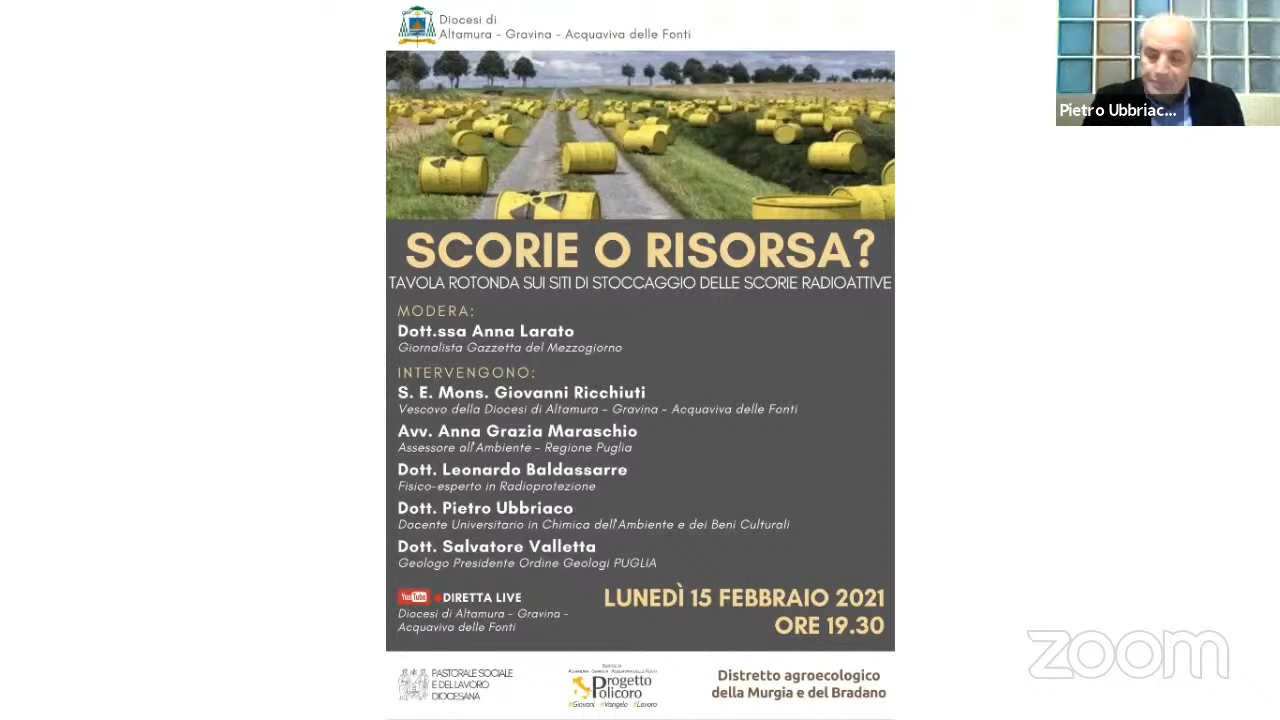 Diocesi di
Altamura - Gravina - Acquaviva delle Fonti
Pietro Ubbriac...
SCORIE O RISORSA?
TAVOLA ROTONDA SUI SITI DI STOCCAGGIO DELLE SCORIE RADIOATTIVE
MODERA:
Dott.ssa Anna Larato
Giornalista Gazzetta del Mezzogiorno
INTERVENGONO:
S. E. Mons. Giovanni Ricchiuti
Vescovo della Diocesi di Altamura - Gravina - Acquaviva delle Fonti
Avv. Anna Grazia Maraschio
Assessore all'Ambiente - Regione Puglia
Dott. Leonardo Baldassarre
Fisico-esperto in Radioprotezione
Dott. Pietro Ubbriaco
Docente Universitario in Chimica dell'Ambiente e dei Beni Culturali
Dott. Salvatore Valletta
Geologo Presidente Ordine Geologi PUGLIA
YouTube DIRETTA LIVE
Diocesi di Altamura - Gravina -
Acquaviva delle Fonti
LUNEDÌ 15 FEBBRAIO 2021
ORE 19.30
zoom
PASTORALE SOCIALE
E DEL LAVORO
DIOCESANA
Progetto
Policoro
#Giovani #Vangelo #Lavoro
Distretto agroecologico
della Murgia e del Bradano